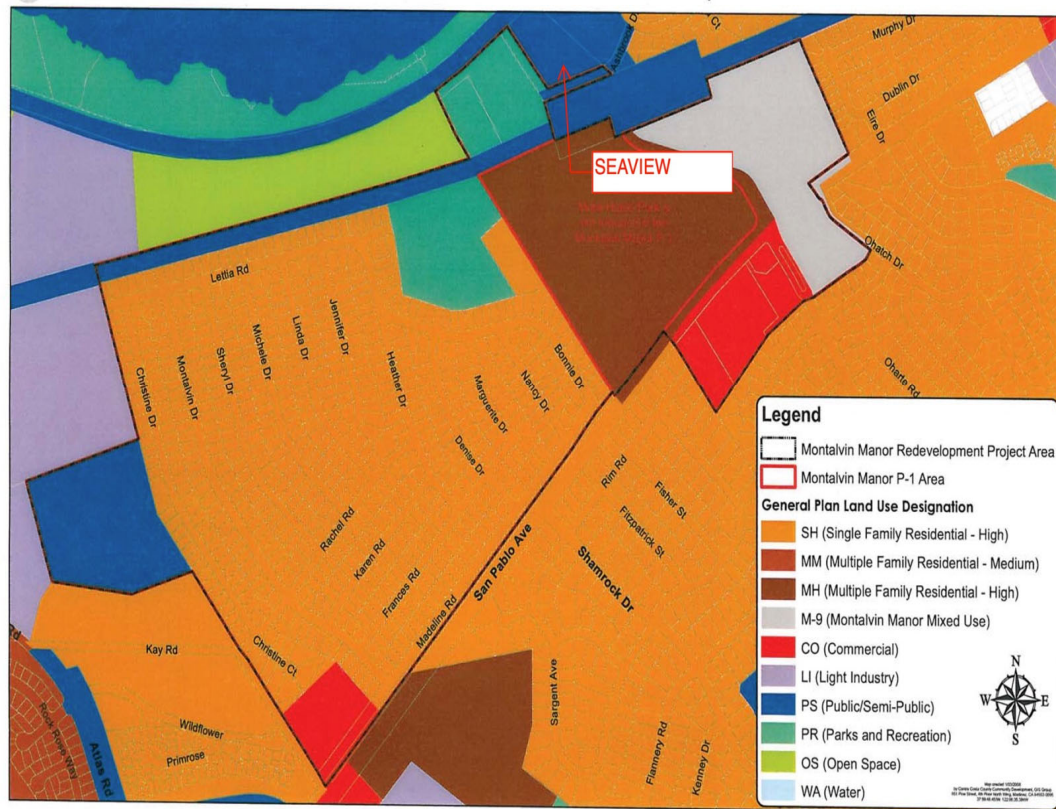 Murphy Dr
Dublin Dr
Eire Dr
SEAVIEW
Ohatch Dr
Lettia Rd
Jennifer Dr
Linda Dr
Michele Dr
Sheryl Dr
Montalvin Dr
Christine Dr
Heather Dr
Bonnie Dr
Nancy Dr
Marguerite Dr
Denise Dr
Oharte Rd
Rim Rd
Fisher St
Fitzpatrick St
Rachel Rd
Karen Rd
Frances Rd
Madeline Rd
San Pablo Ave
Shamrock Dr
Kay Rd
Christine Ct
Sargent Ave
Wildflower
Primrose
Rock Rose Way
Atlas Rd
Rd
Flannery Rd
Kenney Dr
Legend
Montalvin Manor Redevelopment Project Area
Montalvin Manor P-1 Area
General Plan Land Use Designation
SH (Single Family Residential - High)
MM (Multiple Family Residential - Medium)
MH (Multiple Family Residential - High)
M-9 (Montalvin Manor Mixed Use)
CO (Commercial)
LI (Light Industry)
PS (Public/Semi-Public)
PR (Parks and Recreation)
OS (Open Space)
WA (Water)
N
W E
S